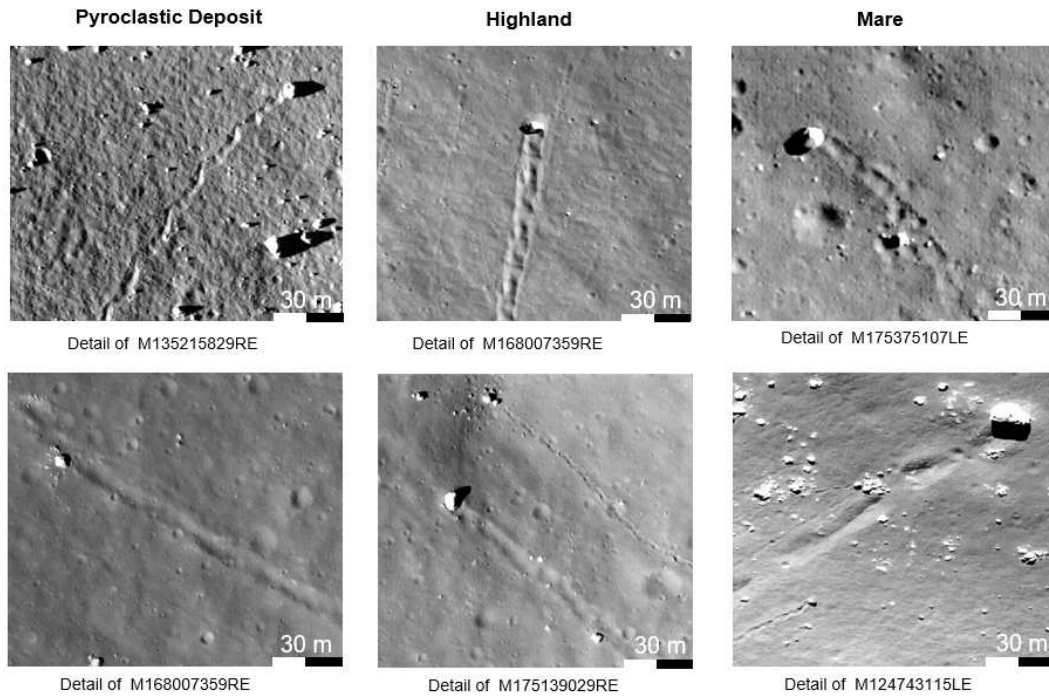 Pyroclastic Deposit
Highland
Mare
30 m
30 m
30 m
Detail of M135215829RE
Detail of M168007359RE
Detail of M175375107LE
30 m
30 m
30 m
Detail of M168007359RE
Detail of M175139029RE
Detail of M124743115LE